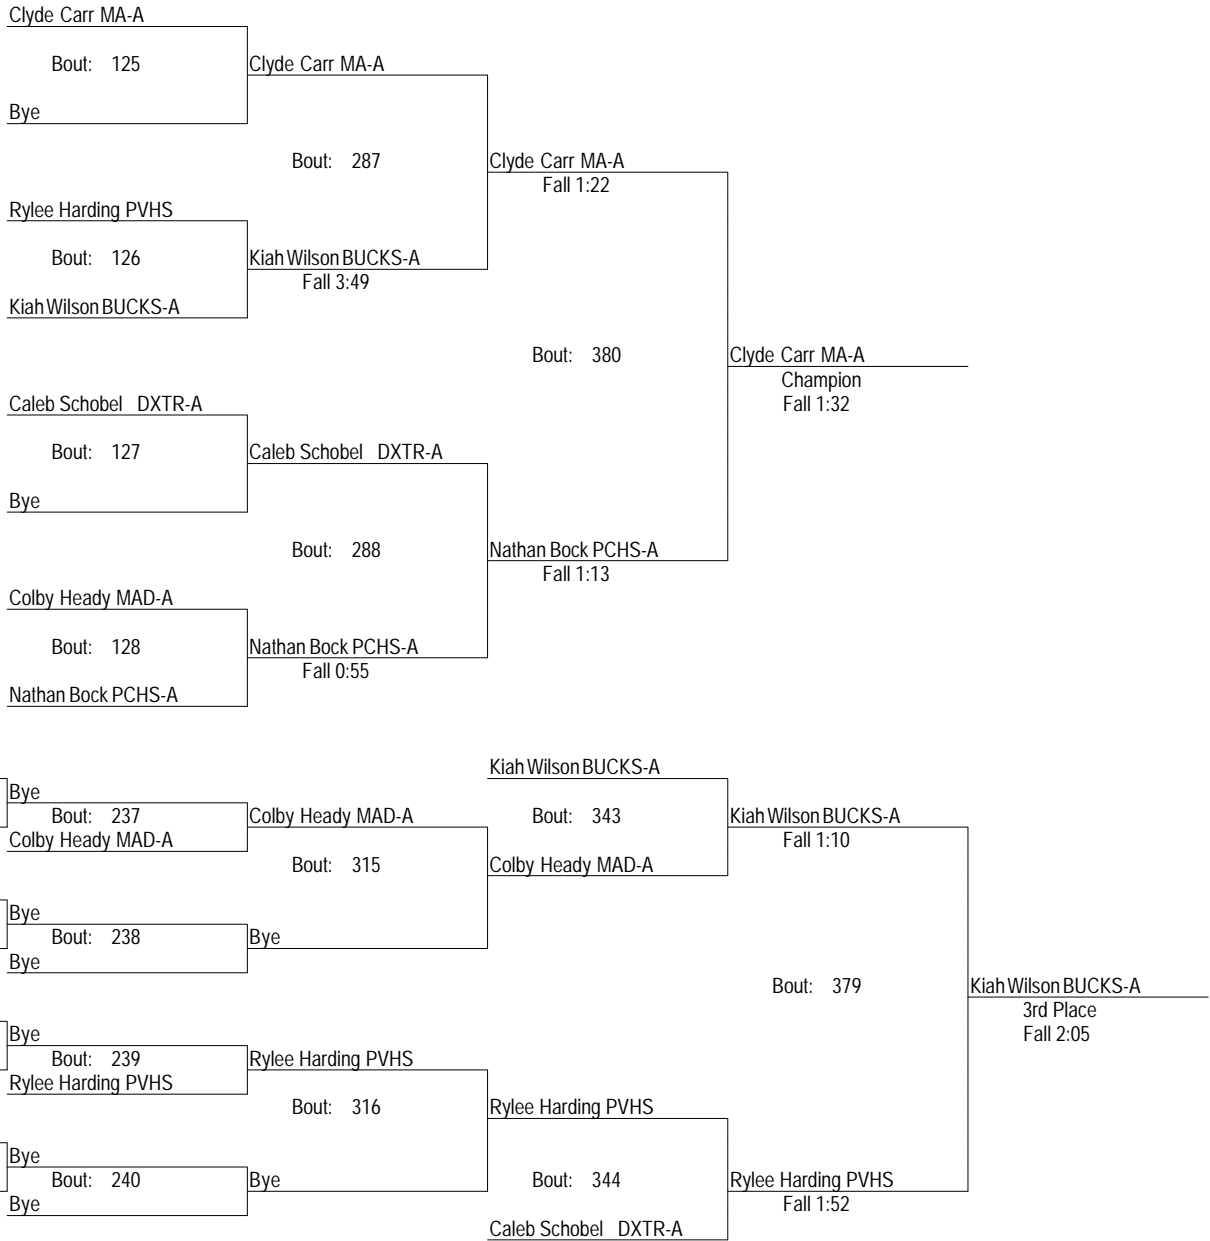 Clyde Carr MA-A
Bout: 125 Clyde Carr MA-A
Bye
Bout: 287 Clyde Carr MA-A
Fall 1:22
Rylee Harding PVHS
Bout: 126 Kiah Wilson BUCKS-A
Fall 3:49
Kiah Wilson BUCKS-A
Bout: 380 Clyde Carr MA-A
Champion
Caleb Schobel DXTR-A Fall 1:32
Bout: 127 Caleb Schobel DXTR-A
Bye
Bout: 288 Nathan Bock PCHS-A
Fall 1:13
Colby Heady MAD-A
Bout: 128 Nathan Bock PCHS-A
Fall 0:55
Nathan Bock PCHS-A
Kiah Wilson BUCKS-A
Bye
Bout: 237 Colby Heady MAD-A Bout: 343 Kiah Wilson BUCKS-A
Colby Heady MAD-A Fall 1:10
Bout: 315 Colby Heady MAD-A
Bye
Bout: 238 Bye
Bye
Bout: 379 Kiah Wilson BUCKS-A
3rd Place
Bye Fall 2:05
Bout: 239 Rylee Harding PVHS
Rylee Harding PVHS
Bout: 316 Rylee Harding PVHS
Bye
Bout: 240 Bye Bout: 344 Rylee Harding PVHS
Bye Fall 1:52
Caleb Schobel DXTR-A